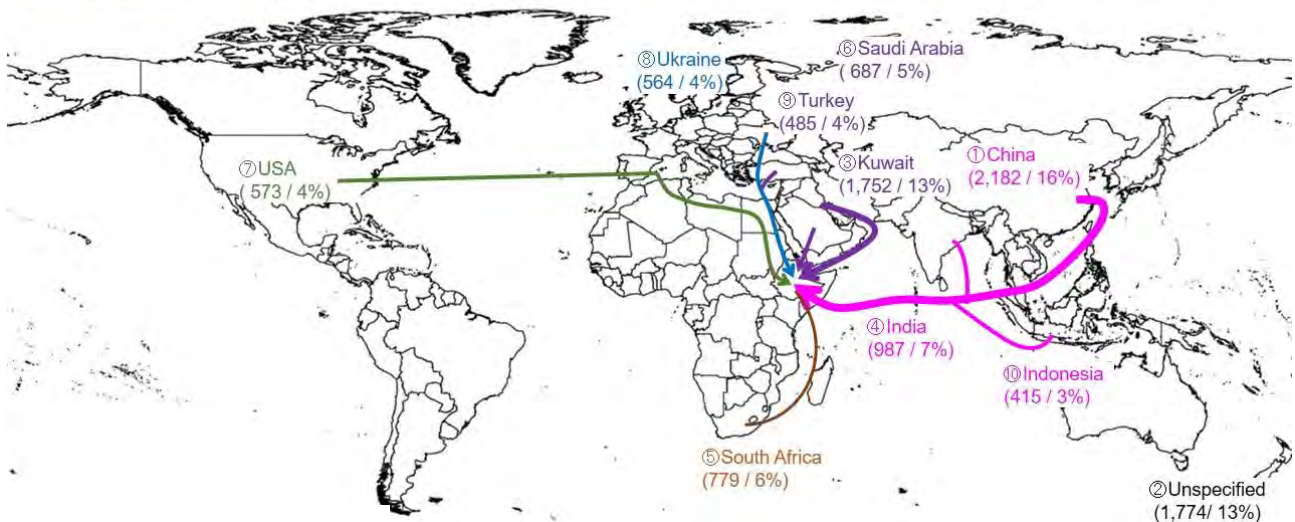 ⑧Ukraine
(564 / 4%)
⑥Saudi Arabia
( 687 / 5%)
⑨Turkey
(485 / 4%)
⑦USA
( 573 / 4%)
③Kuwait
(1,752 / 13%)
①China
(2,182 / 16%)
④India
(987 / 7%)
⑩Indonesia
(415 / 3%)
⑤South Africa
(779 / 6%)
②Unspecified
(1,774/ 13%)